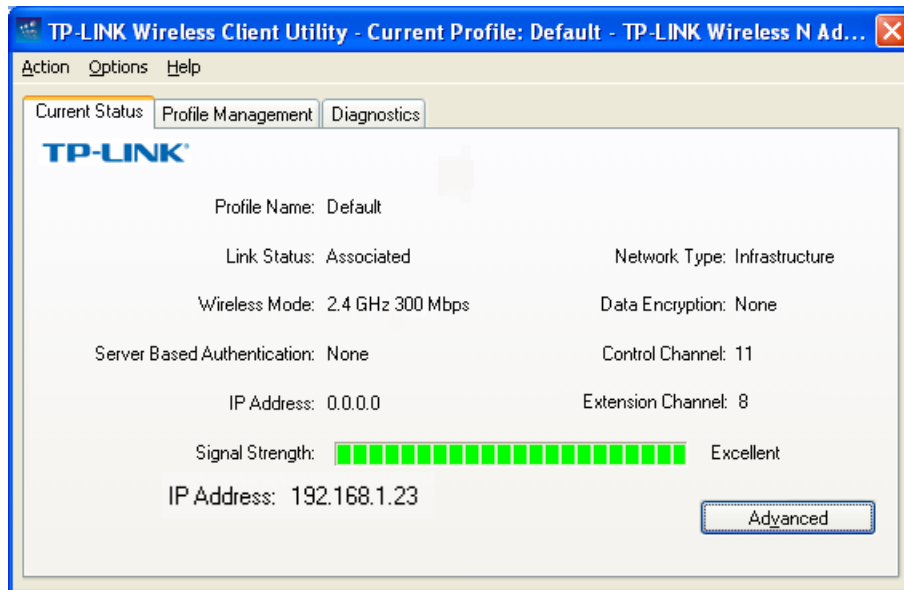 TP-LINK Wireless Client Utility - Current Profile: Default - TP-LINK Wireless N Ad...
Action Options Help
Current Status Profile Management Diagnostics
TP-LINK
Profile Name: Default
Link Status: Associated Network Type: Infrastructure
Wireless Mode: 2.4 GHz 300 Mbps Data Encryption: None
Server Based Authentication: None Control Channel: 11
IP Address: 0.0.0.0 Extension Channel: 8
Signal Strength: Excellent
IP Address: 192.168.1.23
Advanced